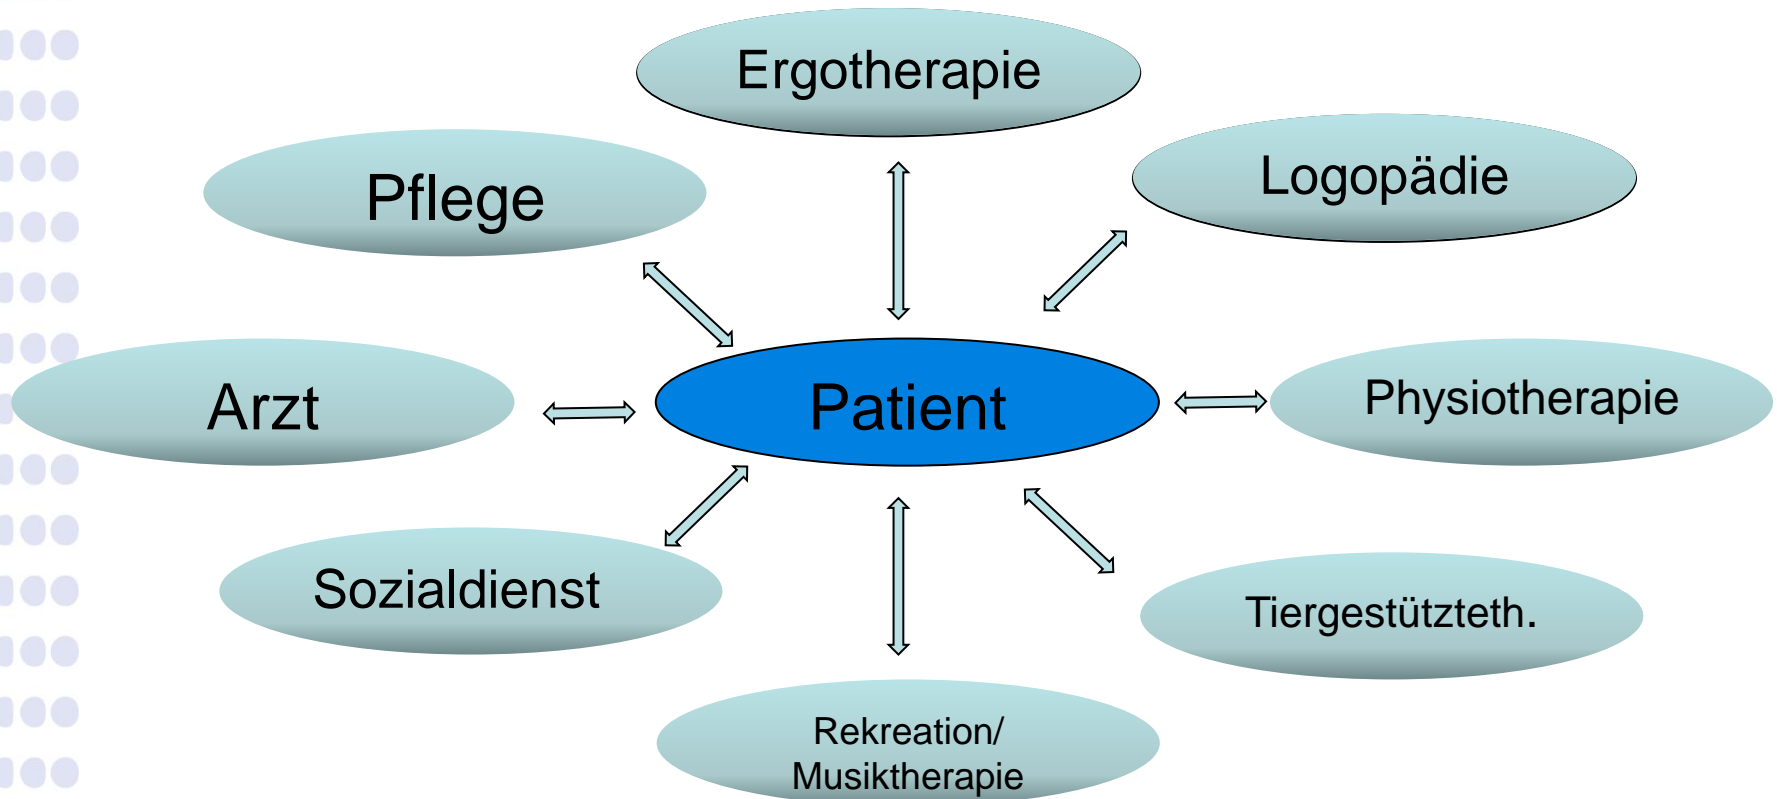 Ergotherapie
Logopädie
Pflege
Arzt
Patient
Physiotherapie
Sozialdienst
Tiergestützteth.
Rekreation/
Musiktherapie